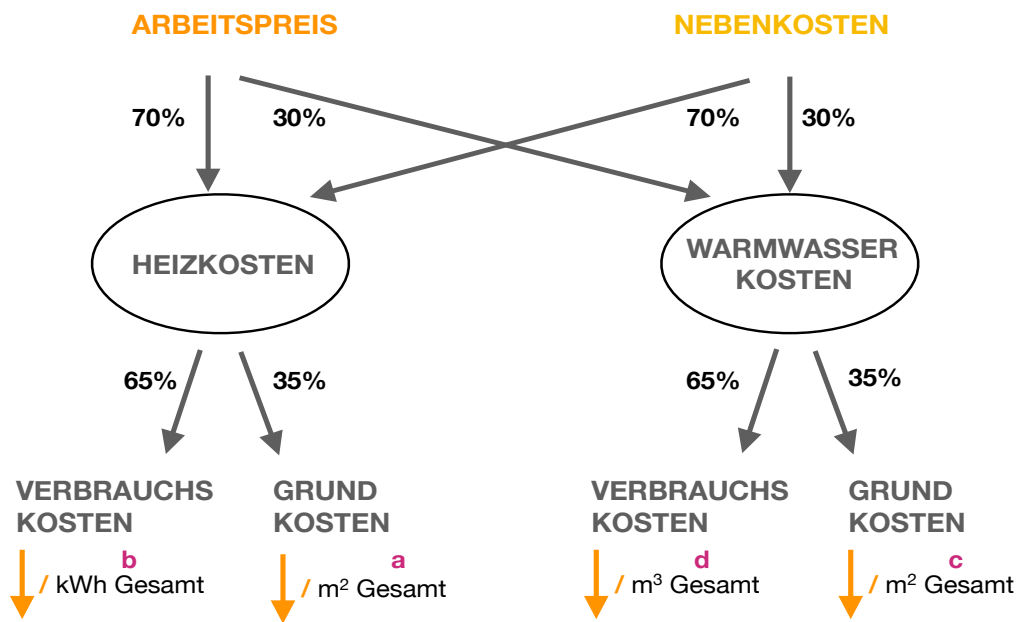 ARBEITSPREIS
NEBENKOSTEN
70%
30%
70%
30%
HEIZKOSTEN
WARMWASSER
KOSTEN
65%
35%
65%
35%
VERBRAUCHS
KOSTEN
GRUND
KOSTEN
VERBRAUCHS
KOSTEN
GRUND
KOSTEN
b
/ kWh Gesamt
a
/ m² Gesamt
d
/ m³ Gesamt
c
/ m² Gesamt